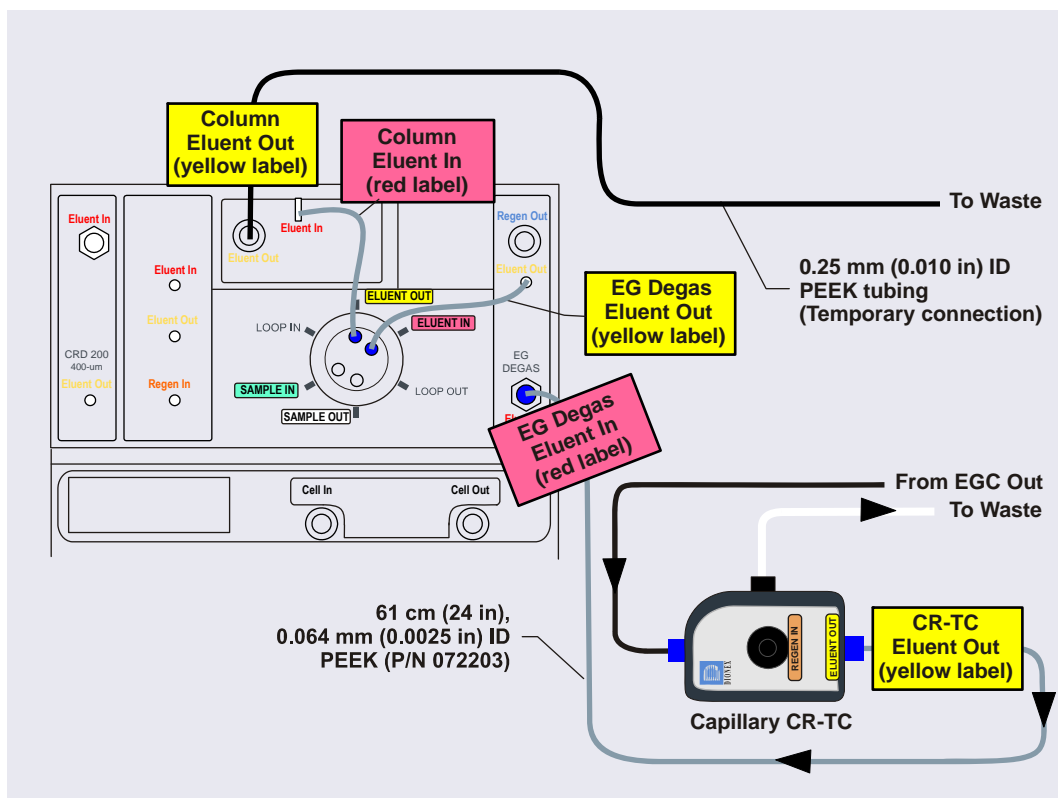 Column
Eluent Out
(yellow label)
Column
Eluent In
(red label)
To Waste
0.25 mm (0.010 in) ID
PEEK tubing
(Temporary connection)
Eluent In
Eluent Out
Eluent In
Regen Out
Eluent Out
Eluent In
Eluent Out
Regen In
CRD 200
400-um
Eluent Out
ELUENT OUT
ELUENT IN
LOOP IN
LOOP OUT
SAMPLE IN
SAMPLE OUT
EG Degas
Eluent Out
(yellow label)
EG
DEGAS
EG Degas
Eluent In
(red label)
Cell In
Cell Out
From EGC Out
To Waste
61 cm (24 in),
0.064 mm (0.0025 in) ID
PEEK (P/N 072203)
DIONEX
REGEN IN
ELUENT OUT
CR-TC
Eluent Out
(yellow label)
Capillary CR-TC